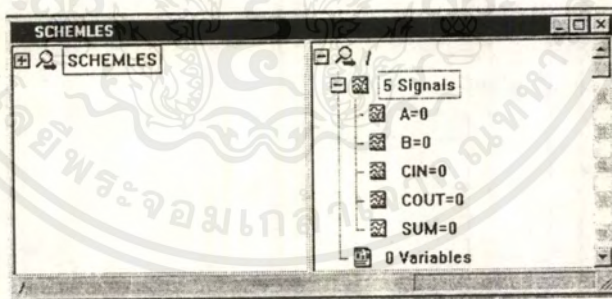 SCHEMLES
SCHEMLES
/
5 Signals
A=0
B=0
CIN=0
COUT=0
SUM=0
0 Variables
/